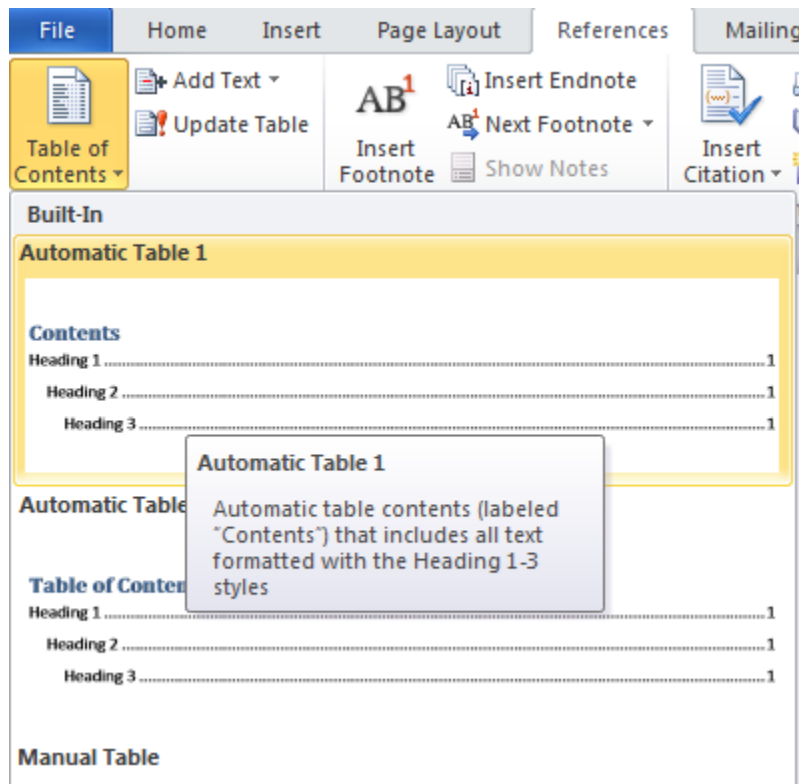 File Home Insert Page Layout References Mailing
Add Text
Update Table
Table of
Contents
AB1
Insert
Footnote
Insert Endnote
AB1 Next Footnote
Show Notes
Insert
Citation
Built-In
Automatic Table 1
Contents
Heading 1 1
Heading 2 1
Heading 3 1
Automatic Table 1
Automatic table contents (labeled
"Contents") that includes all text
formatted with the Heading 1-3
styles
Automatic Table
Table of Conten
Heading 1 1
Heading 2 1
Heading 3 1
Manual Table